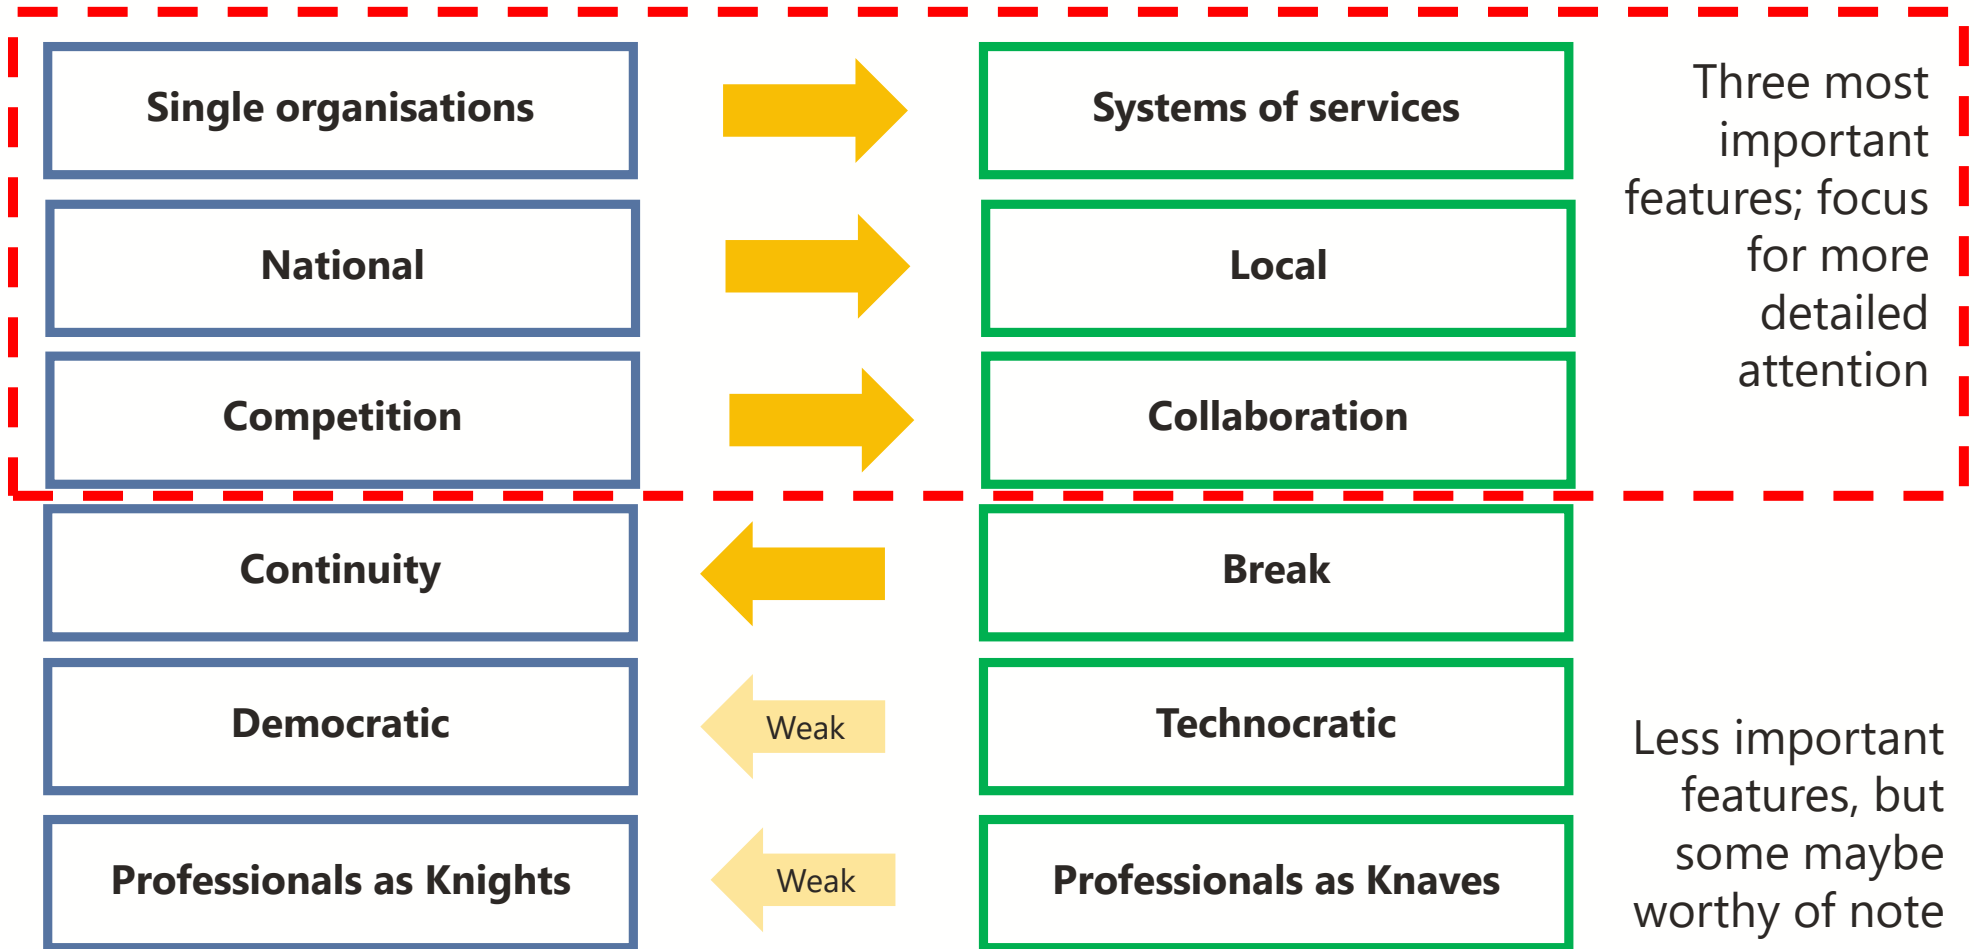 Single organisations
Systems of services
Three most
important
features; focus
for more
detailed
attention
National
Local
Competition
Collaboration
Continuity
Break
Democratic
Weak
Technocratic
Less important
features, but
some maybe
worthy of note
Professionals as Knights
Weak
Professionals as Knaves